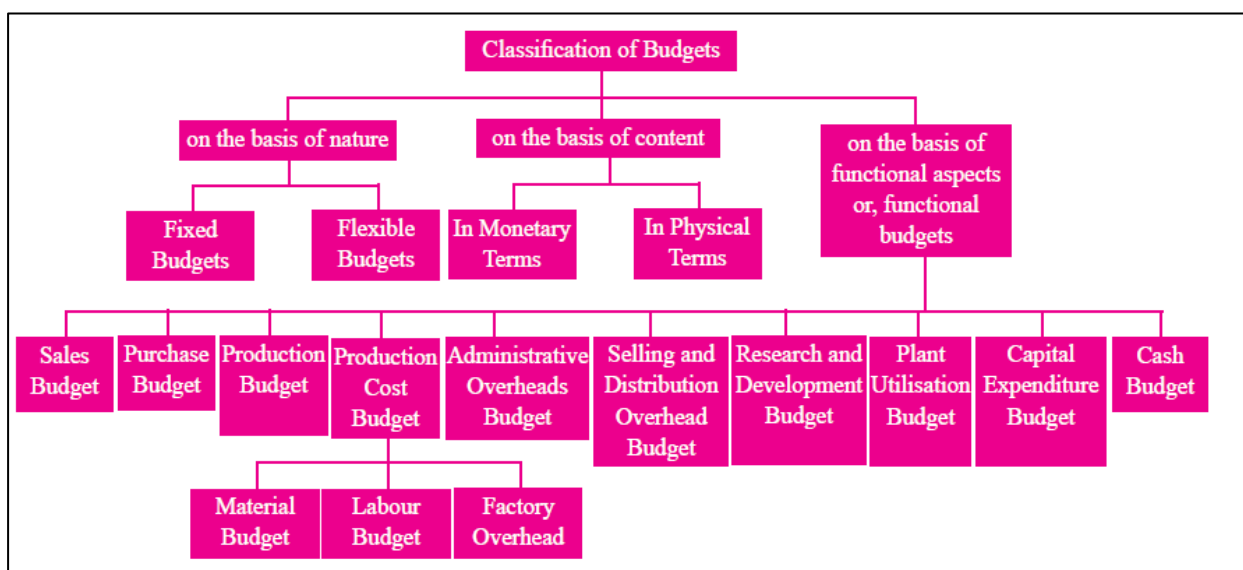 Classification of Budgets
on the basis of nature
on the basis of content
on the basis of
functional aspects
or, functional
budgets
Fixed
Budgets
Flexible
Budgets
In Monetary
Terms
In Physical
Terms
Sales
Budget
Purchase
Budget
Production
Budget
Production
Cost
Budget
Administrative
Overheads
Budget
Selling and
Distribution
Overhead
Budget
Research and
Development
Budget
Plant
Utilisation
Budget
Capital
Expenditure
Budget
Cash
Budget
Material
Budget
Labour
Budget
Factory
Overhead